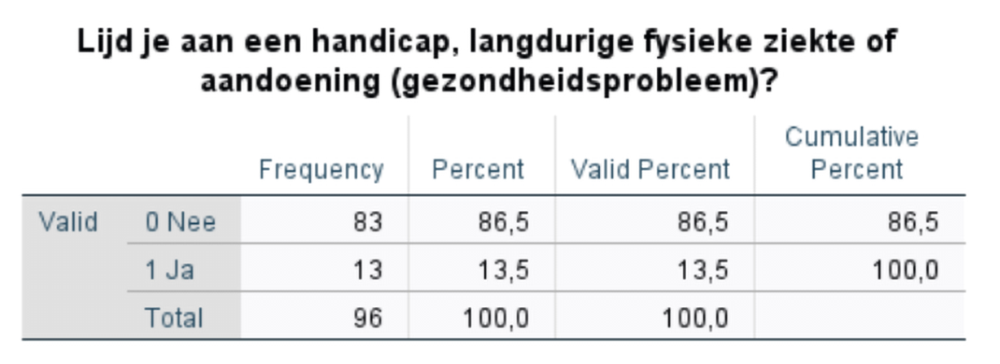 Lijd je aan een handicap, langdurige fysieke ziekte of
aandoening (gezondheidsprobleem)?
Cumulative
Frequency Percent Valid Percent Percent
Valid 0 Nee 83 86,5 86,5 86,5
1 Ja 13 13,5 13,5 100,0
Total 96 100,0 100,0